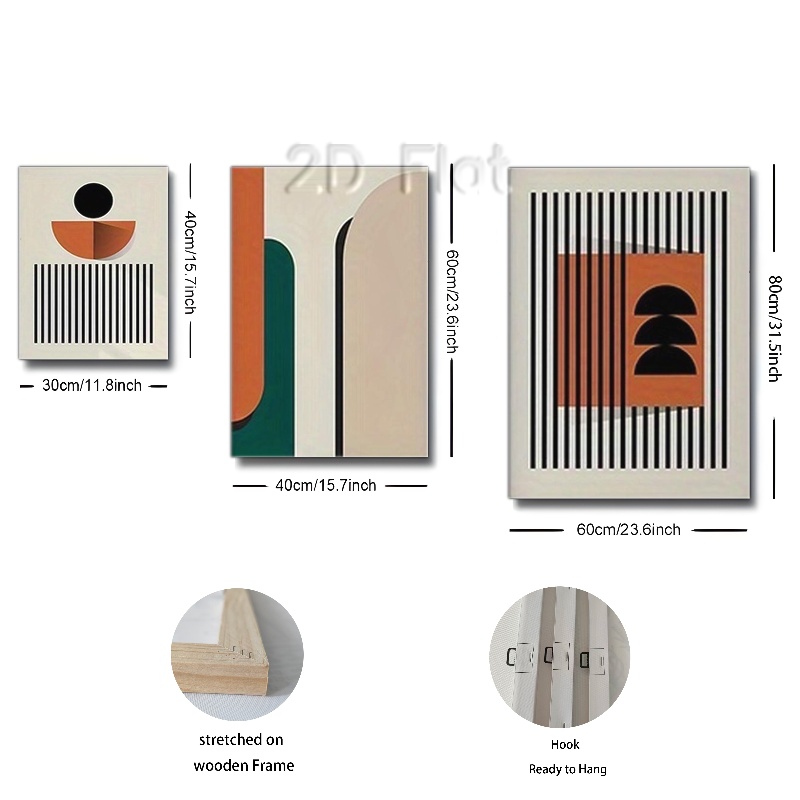 2D Flat
40cm/15.7inch
30cm/11.8inch
60cm/23.6inch
40cm/15.7inch
80cm/31.5inch
60cm/23.6inch
stretched on
wooden Frame
Hook
Ready to Hang